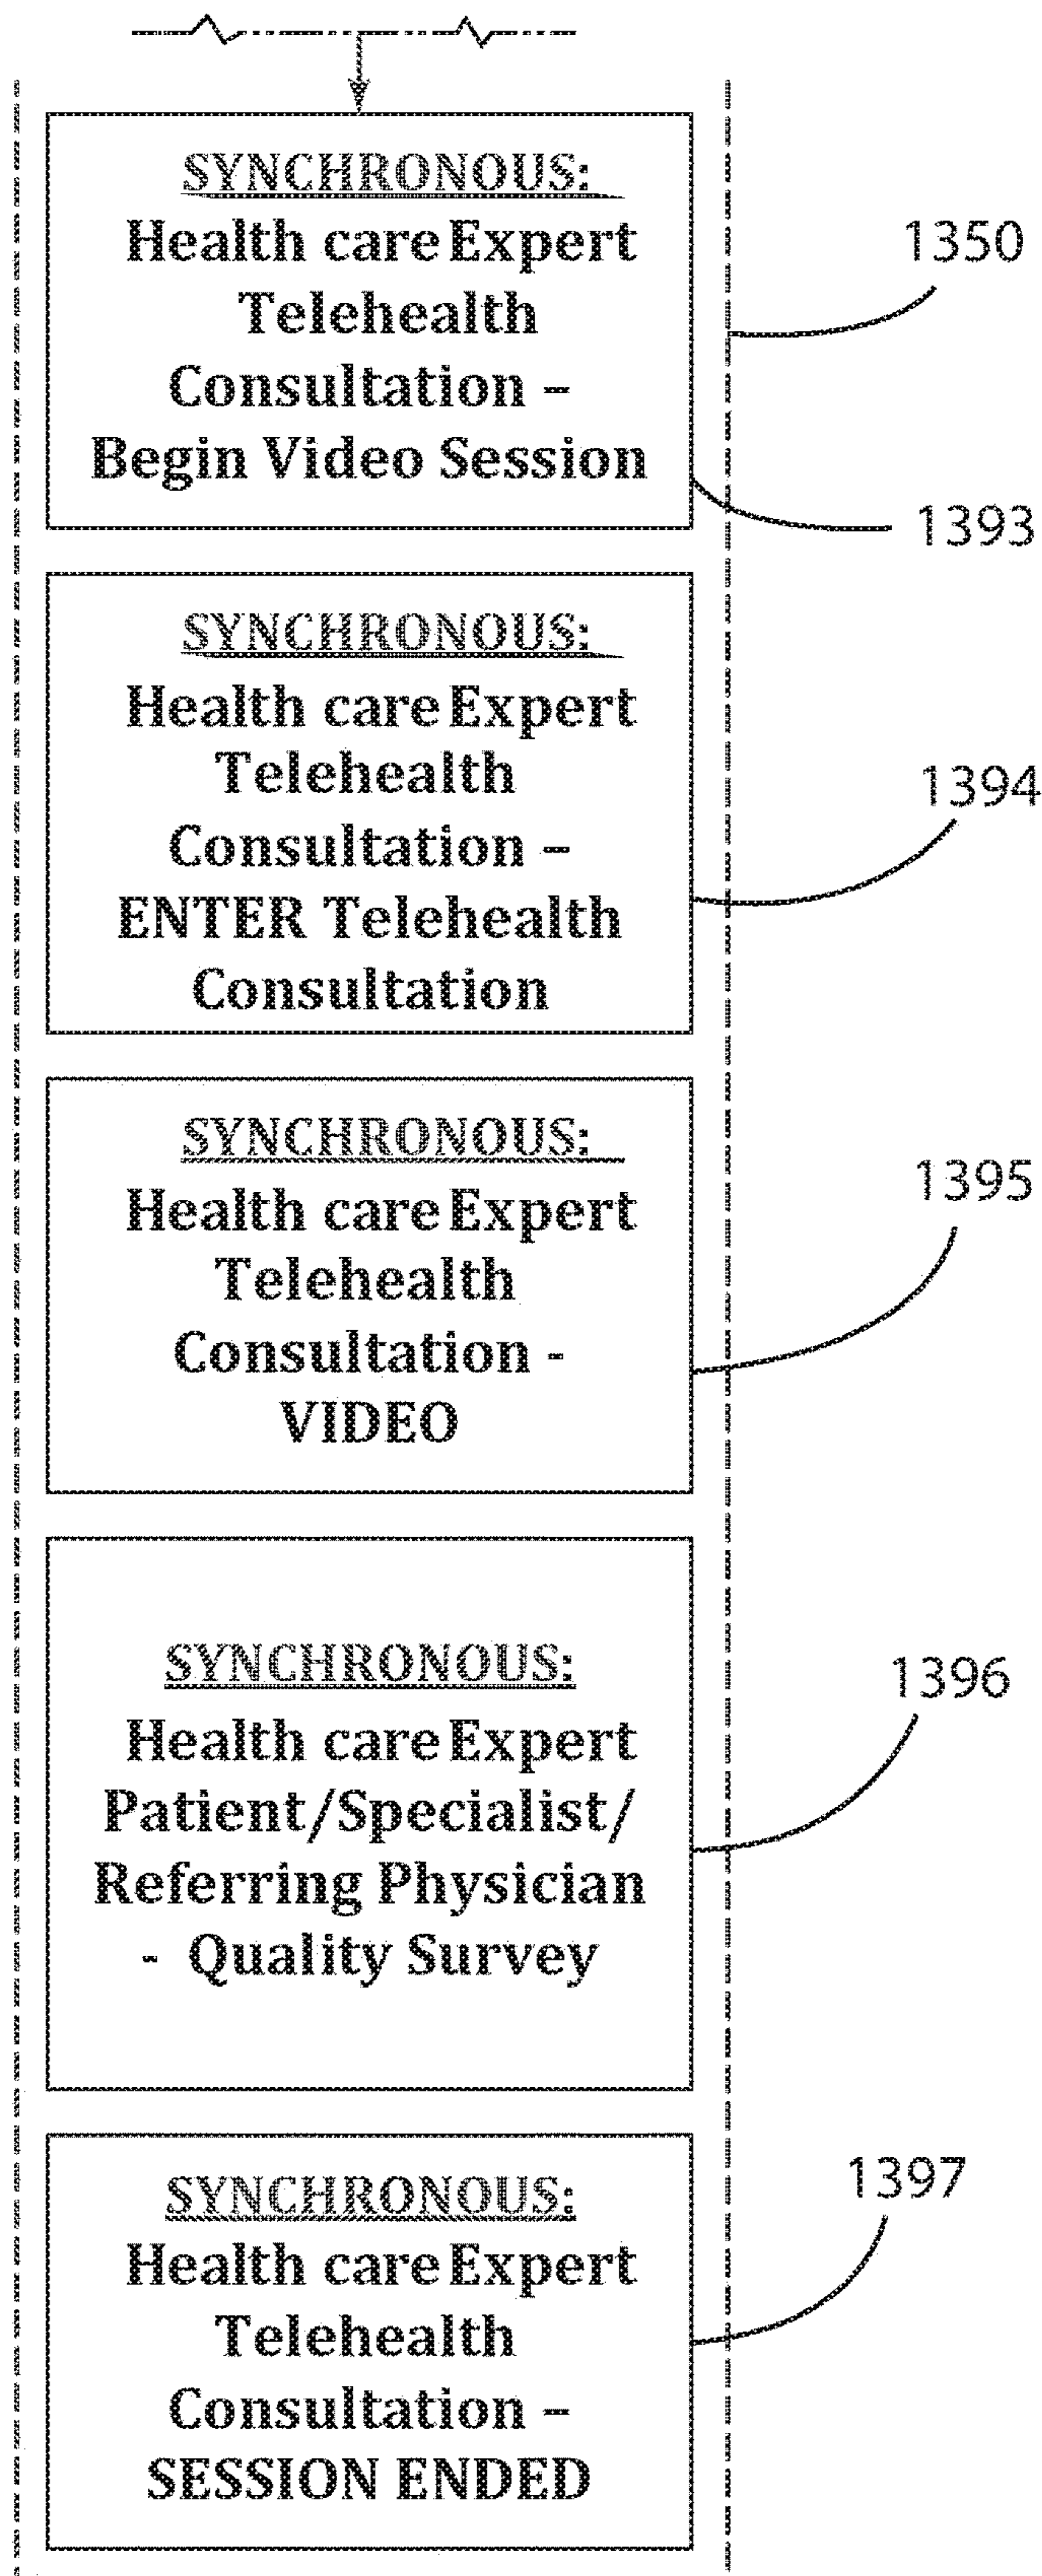 SYNCHRONOUS:
Health care Expert
Telehealth
Consultation –
Begin Video Session
1350
1393
SYNCHRONOUS:
Health care Expert
Telehealth
Consultation –
ENTER Telehealth
Consultation
1394
SYNCHRONOUS:
Health care Expert
Telehealth
Consultation -
VIDEO
1395
SYNCHRONOUS:
Health care Expert
Patient/Specialist/
Referring Physician
- Quality Survey
1396
SYNCHRONOUS:
Health care Expert
Telehealth
Consultation –
SESSION ENDED
1397